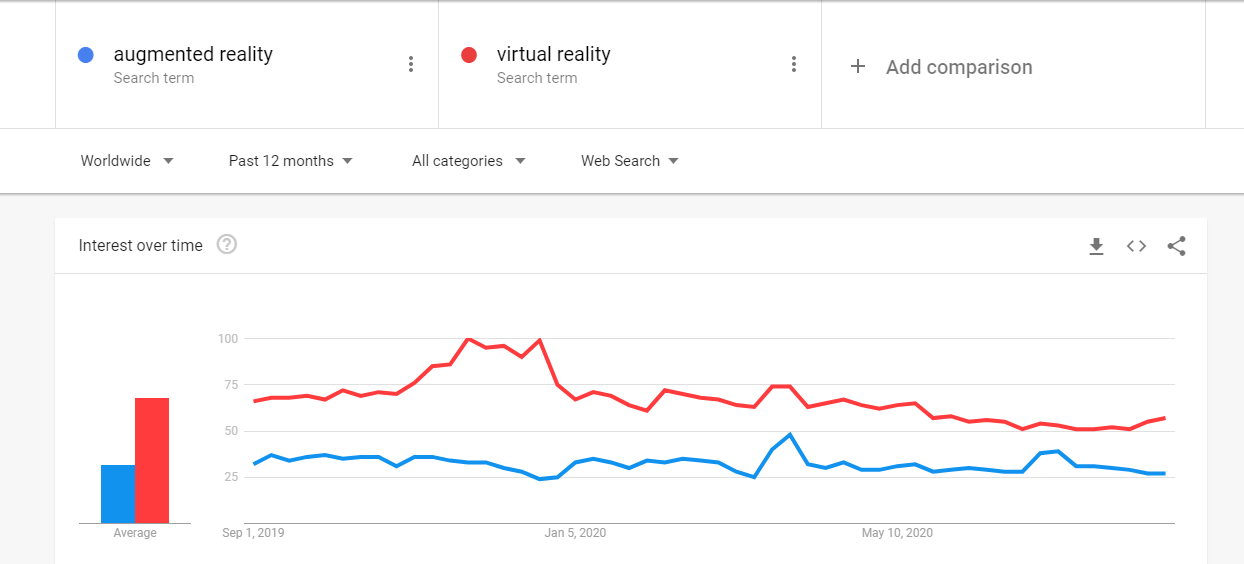 augmented reality
Search term
virtual reality
Search term
+ Add comparison
Worldwide
Past 12 months
All categories
Web Search
Interest over time ?
100
75
50
25
Average
Sep 1, 2019
Jan 5, 2020
May 10, 2020